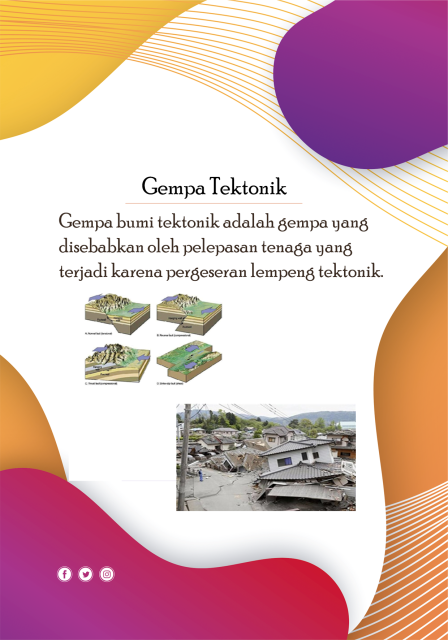 Gempa Tektonik
Gempa bumi tektonik adalah gempa yang
disebabkan oleh pelepasan tenaga yang
terjadi karena pergeseran lempeng tektonik.